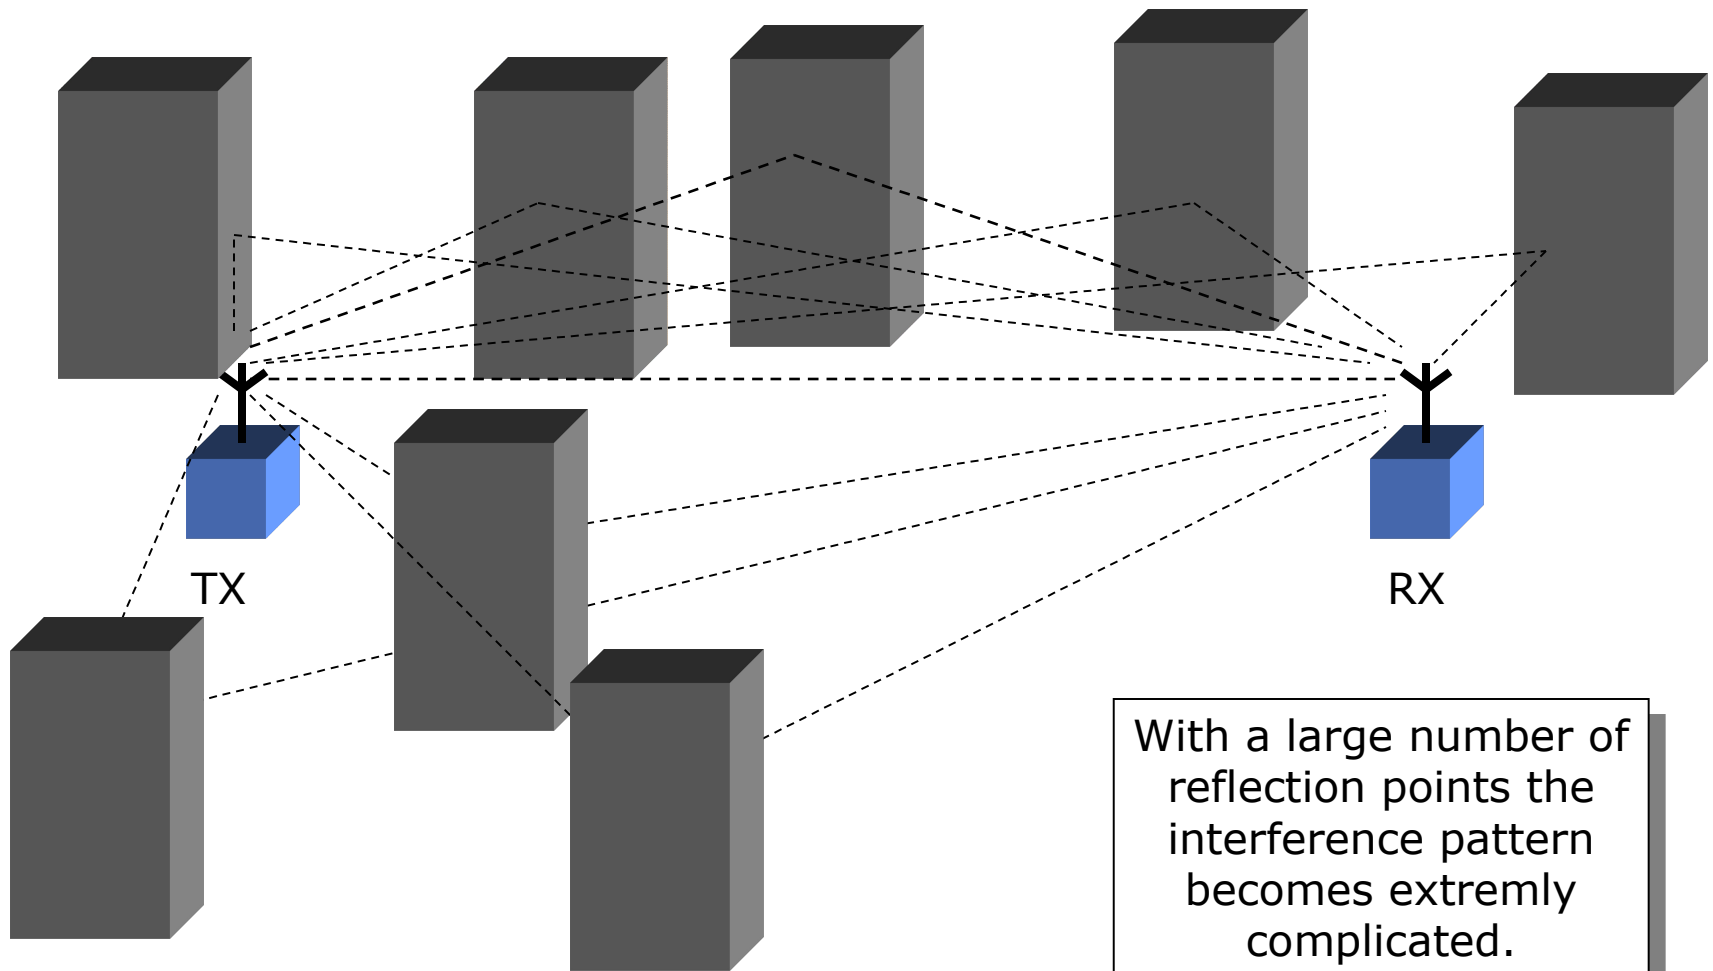 TX
RX
With a large number of
reflection points the
interference pattern
becomes extremly
complicated.